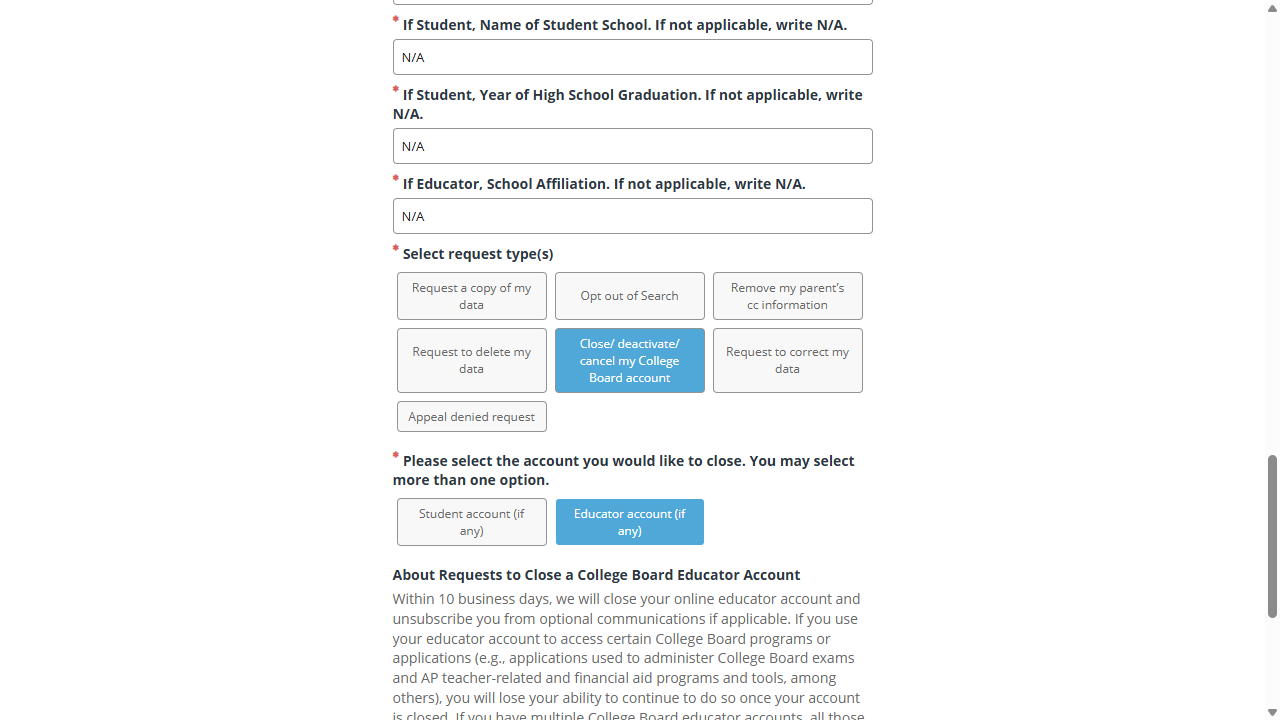 * If Student, Name of Student School. If not applicable, write N/A.
N/A
* If Student, Year of High School Graduation. If not applicable, write
N/A.
N/A
* If Educator, School Affiliation. If not applicable, write N/A.
N/A
* Select request type(s)
Request a copy of my
data
Opt out of Search
Remove my parent's
cc information
Request to delete my
data
Close/ deactivate/
cancel my College
Board account
Request to correct my
data
Appeal denied request
* Please select the account you would like to close. You may select
more than one option.
Student account (if
any)
Educator account (if
any)
About Requests to Close a College Board Educator Account
Within 10 business days, we will close your online educator account and
unsubscribe you from optional communications if applicable. If you use
your educator account to access certain College Board programs or
applications (e.g., applications used to administer College Board exams
and AP teacher-related and financial aid programs and tools, among
others), you will lose your ability to continue to do so once your account
is closed. If you have multiple College Board educator accounts, all those